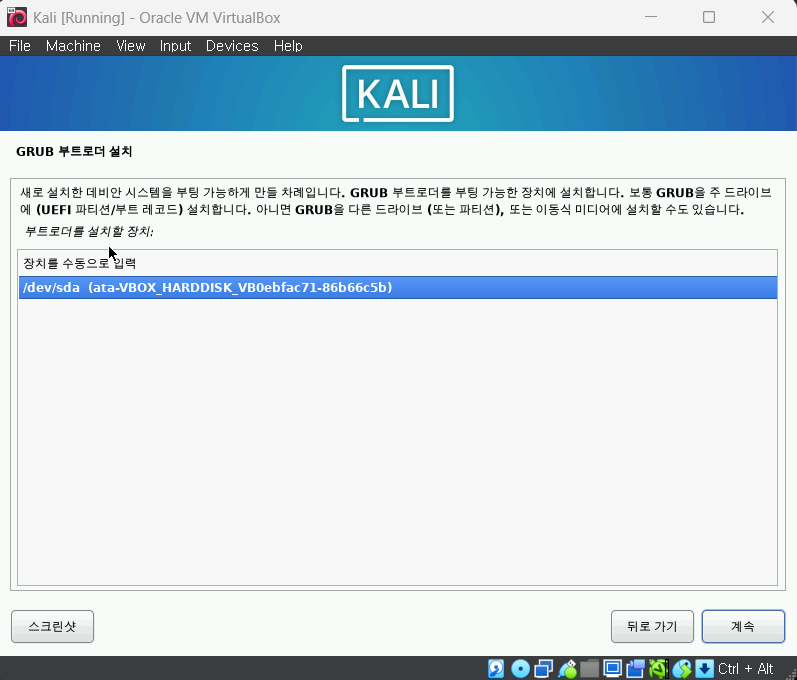 Kali [Running] - Oracle VM VirtualBox
File Machine View Input Devices Help
KALI
GRUB 부트로더 설치
새로 설치한 데비안 시스템을 부팅 가능하게 만들 차례입니다. GRUB 부트로더를 부팅 가능한 장치에 설치합니다. 보통 GRUB을 주 드라이브
에 (UEFI 파티션/부트 레코드) 설치합니다. 아니면 GRUB을 다른 드라이브 (또는 파티션), 또는 이동식 미디어에 설치할 수도 있습니다.
부트로더를 설치할 장치:
장치를 수동으로 입력
/dev/sda (ata-VBOX_HARDDISK_VB0ebfac71-86b66c5b)
스크린샷 뒤로 가기 계속
Ctrl + Alt